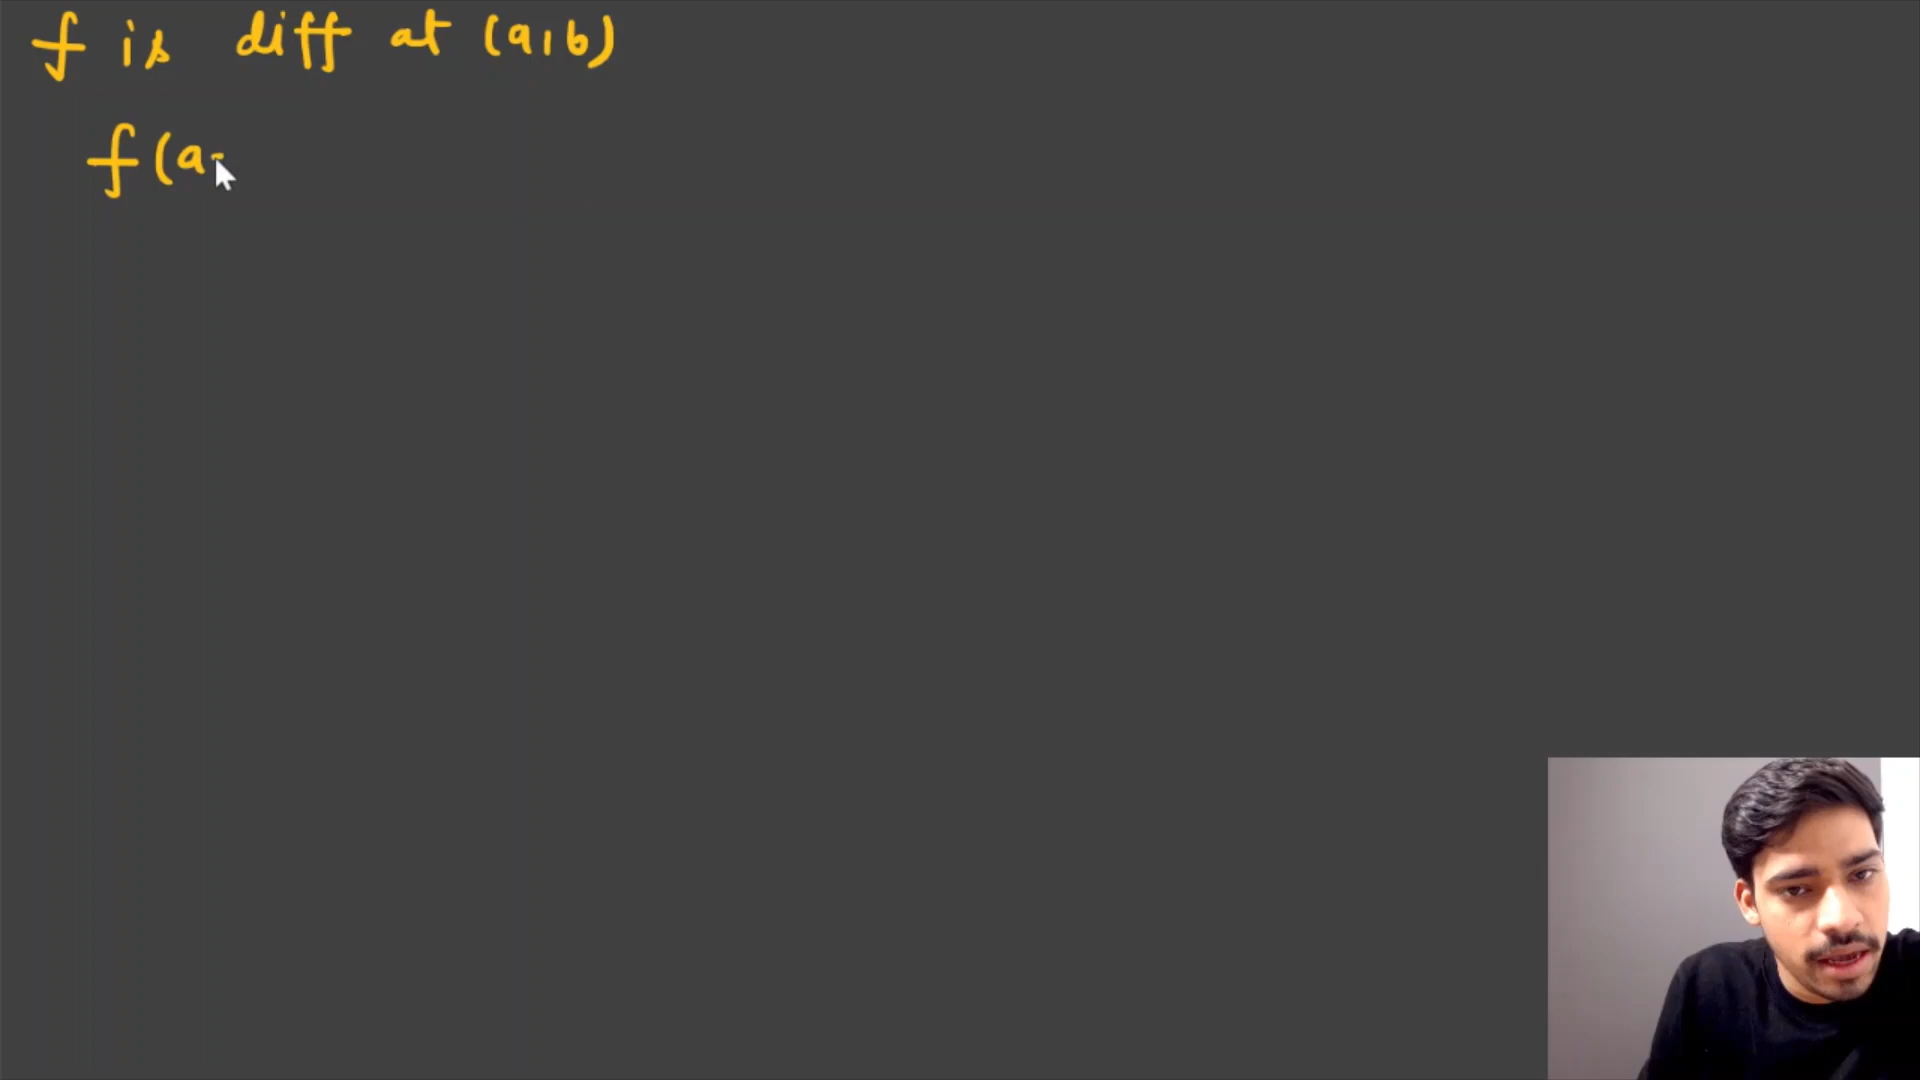 f is diff at (a,b)
f(a